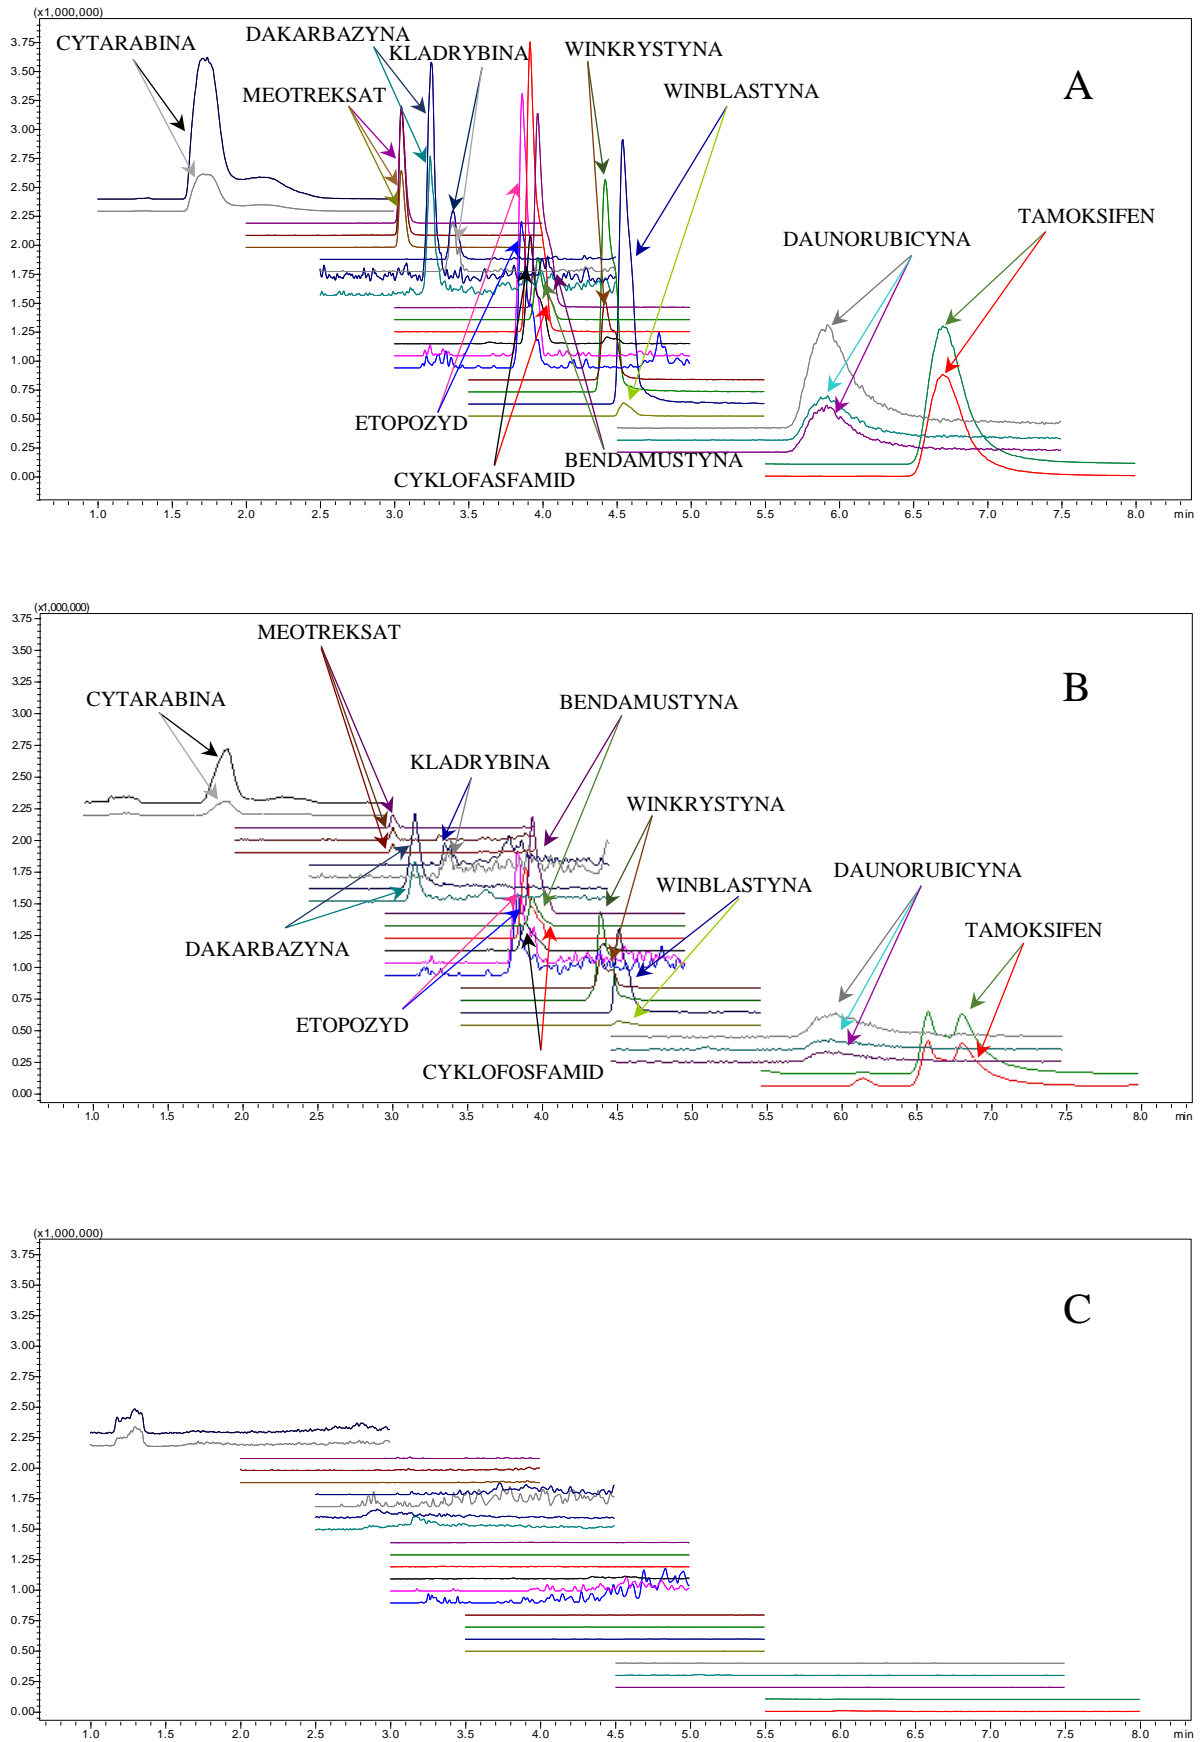 (x1,000,000)
DAKARBAZYNA
CYTARABINA
KLADRYBINA
WINKRYSTYNA
MEOTREKSAT
WINBLASTYNA
A
TAMOKSIFEN
DAUNORUBICYNA
ETOPOZYD
BENDAMUSTYNA
CYKLOFASFAMID
3.75
3.50
3.25
3.00
2.75
2.50
2.25
2.00
1.75
1.50
1.25
1.00
0.75
0.50
0.25
0.00
1.0 1.5 2.0 2.5 3.0 3.5 4.0 4.5 5.0 5.5 6.0 6.5 7.0 7.5 8.0 min
(x1,000,000)
MEOTREKSAT
B
CYTARABINA
BENDAMUSTYNA
KLADRYBINA
WINKRYSTYNA
DAUNORUBICYNA
WINBLASTYNA
TAMOKSIFEN
DAKARBAZYNA
ETOPOZYD
CYKLOFOSFAMID
3.75
3.50
3.25
3.00
2.75
2.50
2.25
2.00
1.75
1.50
1.25
1.00
0.75
0.50
0.25
0.00
1.0 1.5 2.0 2.5 3.0 3.5 4.0 4.5 5.0 5.5 6.0 6.5 7.0 7.5 8.0 min
(x1,000,000)
C
3.75
3.50
3.25
3.00
2.75
2.50
2.25
2.00
1.75
1.50
1.25
1.00
0.75
0.50
0.25
0.00
1.0 1.5 2.0 2.5 3.0 3.5 4.0 4.5 5.0 5.5 6.0 6.5 7.0 7.5 8.0 min